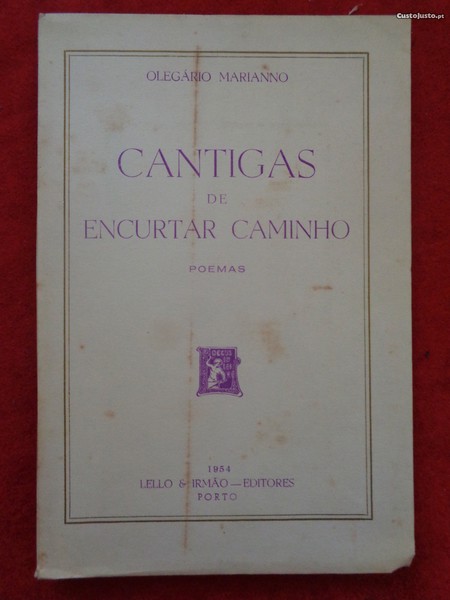 CustoJusto.pt
OLEGÁRIO MARIANNO
CANTIGAS
DE
ENCURTAR CAMINHO
POEMAS
1954
LELLO & IRMÃO — EDITORES
PORTO